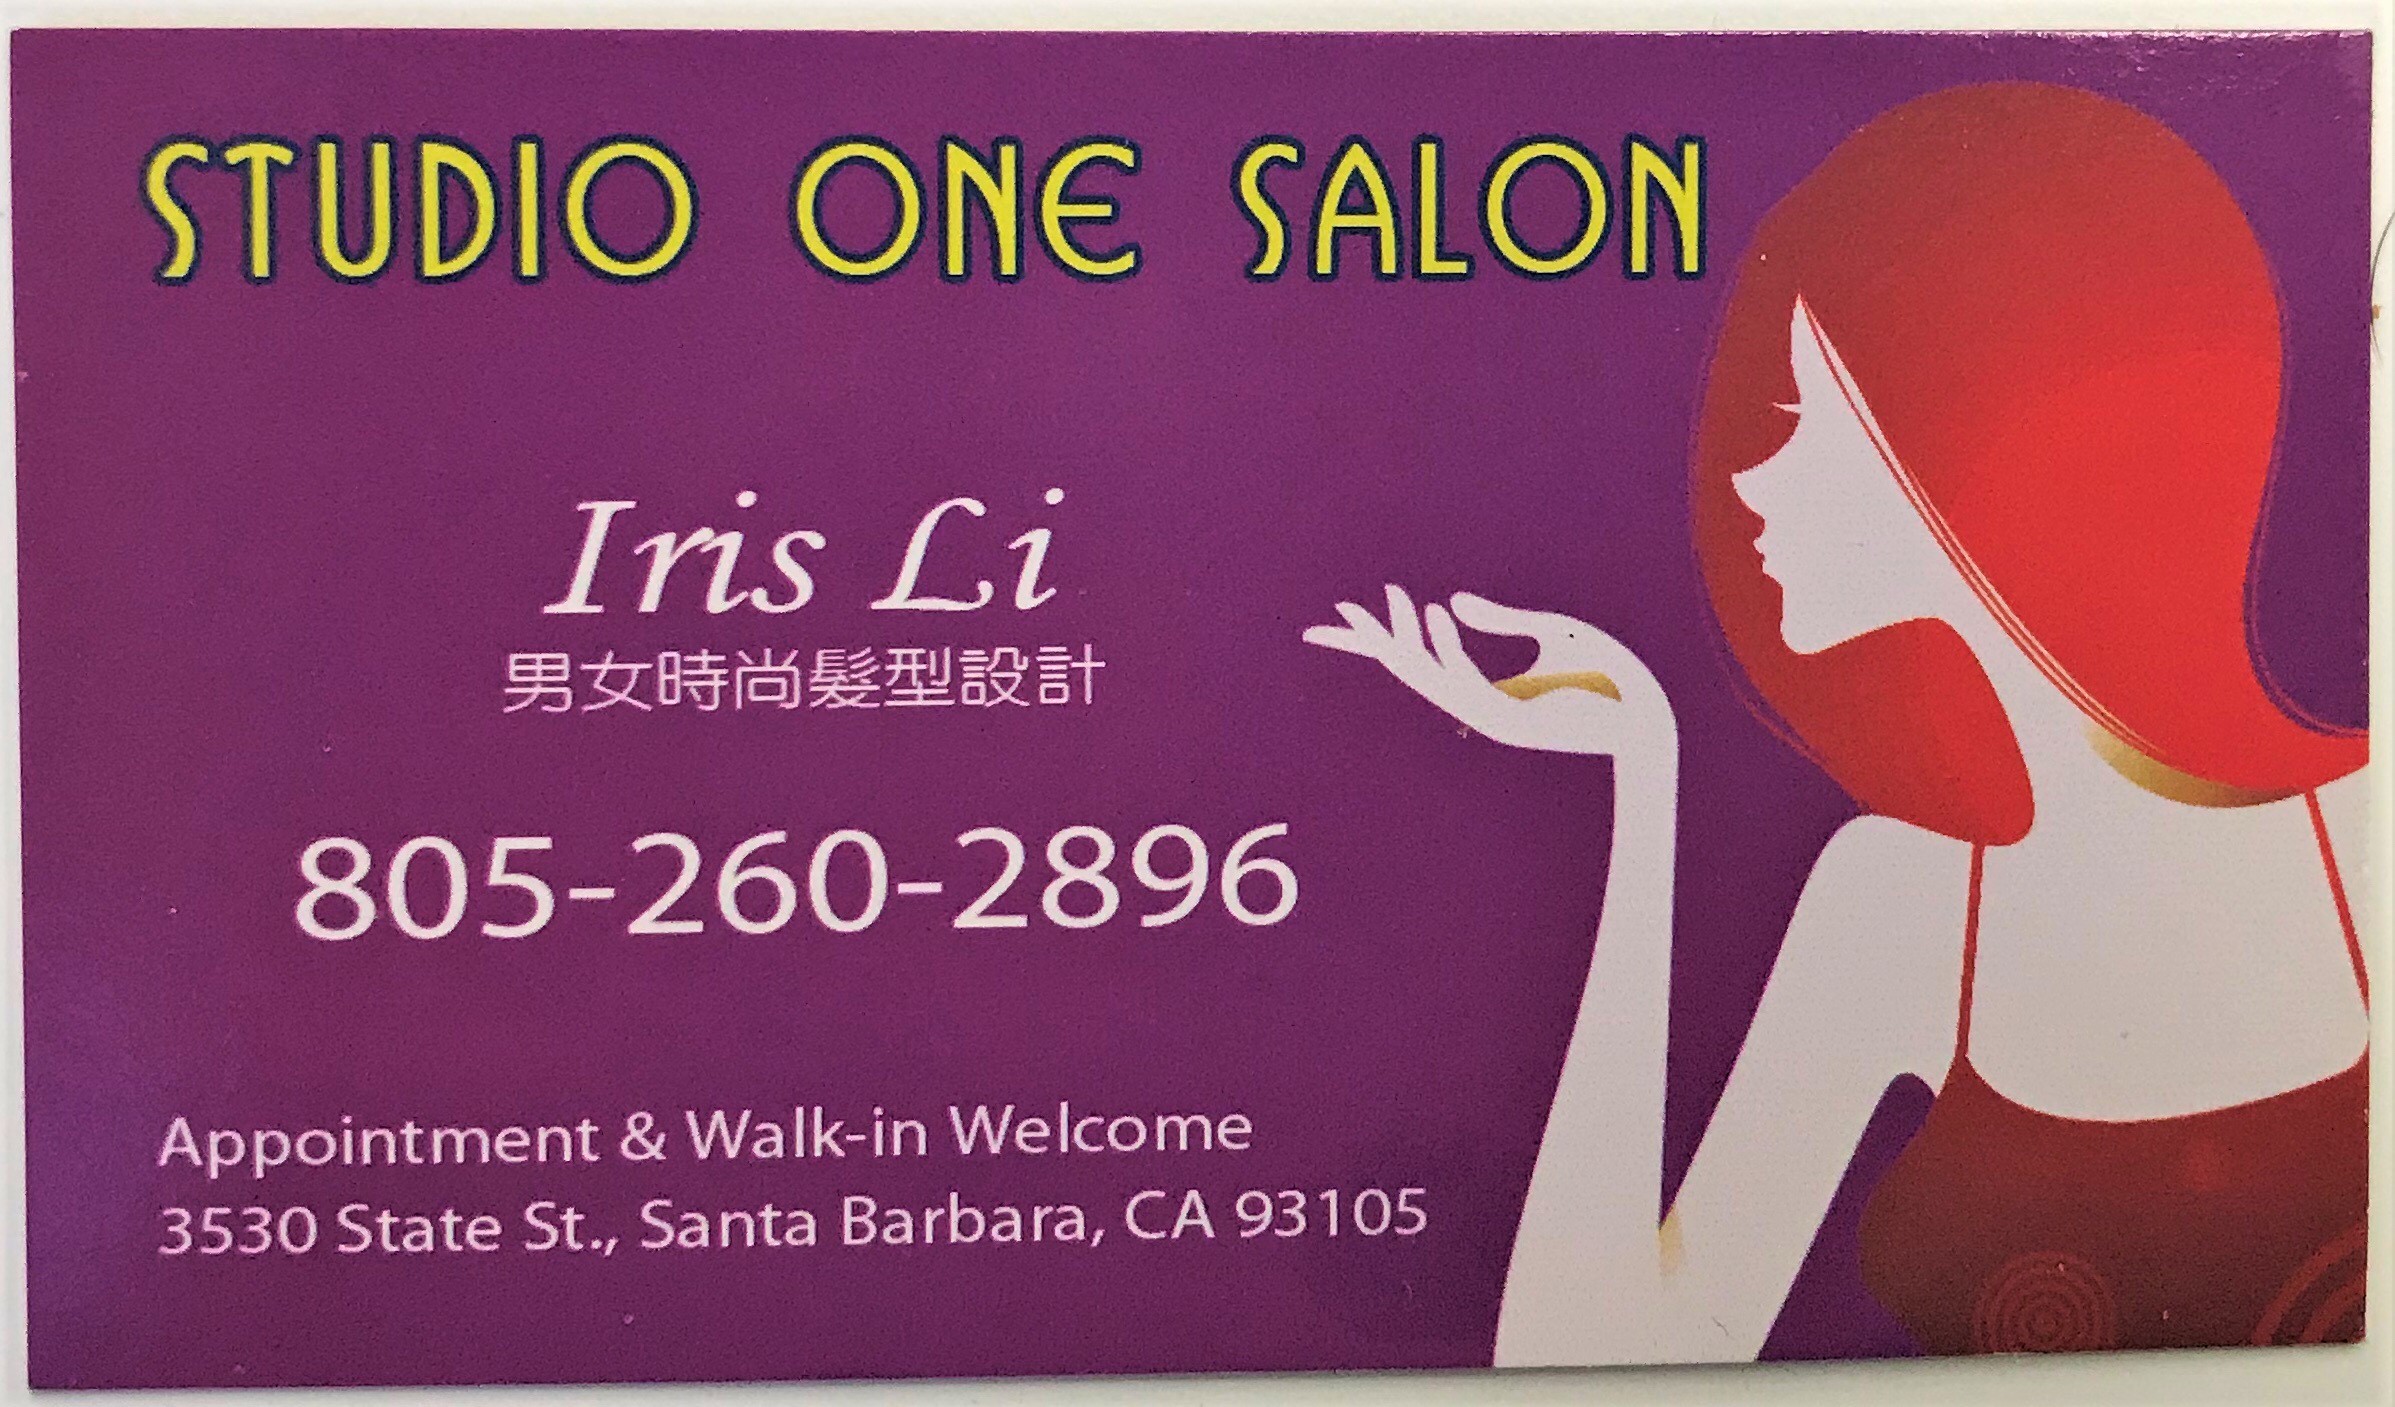 STUDIO ONE SALON
Iris Li
男女時尚髮型設計
805-260-2896
Appointment & Walk-in Welcome
3530 State St., Santa Barbara, CA 93105